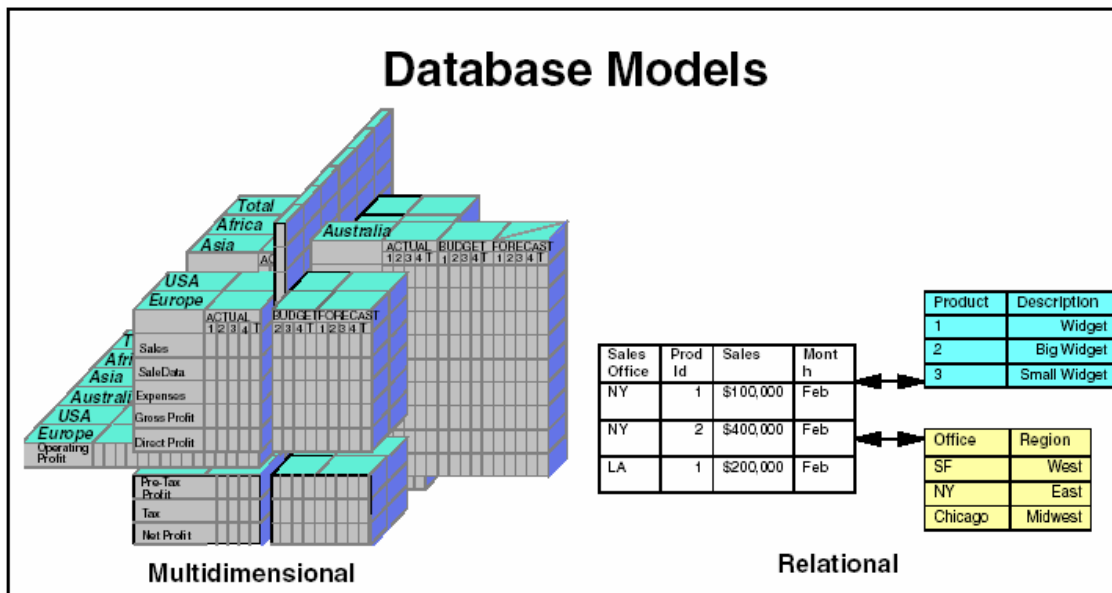 Database Models
Total
Africa
Asia
Australia
ACTUAL BUDGET FORECAST
1 2 3 4 T 1 2 3 4 T 1 2 3 4 T
USA
Europe
ACTUAL BUDGET FORECAST
1 2 3 4 T 2 3 4 T 1 2 3 4 T
Sales
SaleData
Expenses
Gross Profit
Direct Profit
Asia
USA
Europe
Operating
Profit
Pre-Tax
Profit
Tax
Net Profit
Multidimensional
Sales Office Prod Id Sales Mont h
NY 1 $100,000 Feb
NY 2 $400,000 Feb
LA 1 $200,000 Feb
Product Description
1 Widget
2 Big Widget
3 Small Widget
Office Region
SF West
NY East
Chicago Midwest
Relational